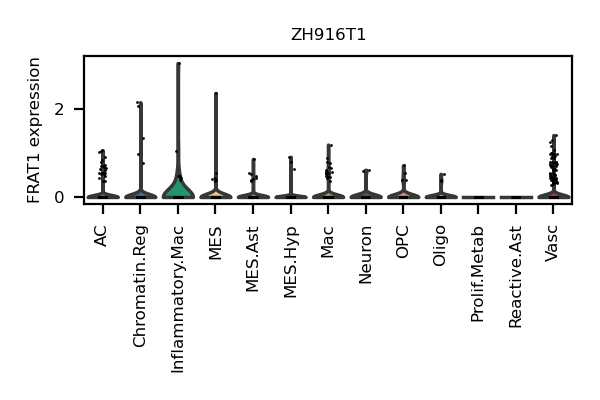 ZH916T1
FRAT1 expression
2
0
AC
Chromatin.Reg
Inflammatory.Mac
MES
MES.Ast
MES.Hyp
Mac
Neuron
OPC
Oligo
Prolif.Metab
Reactive.Ast
Vasc